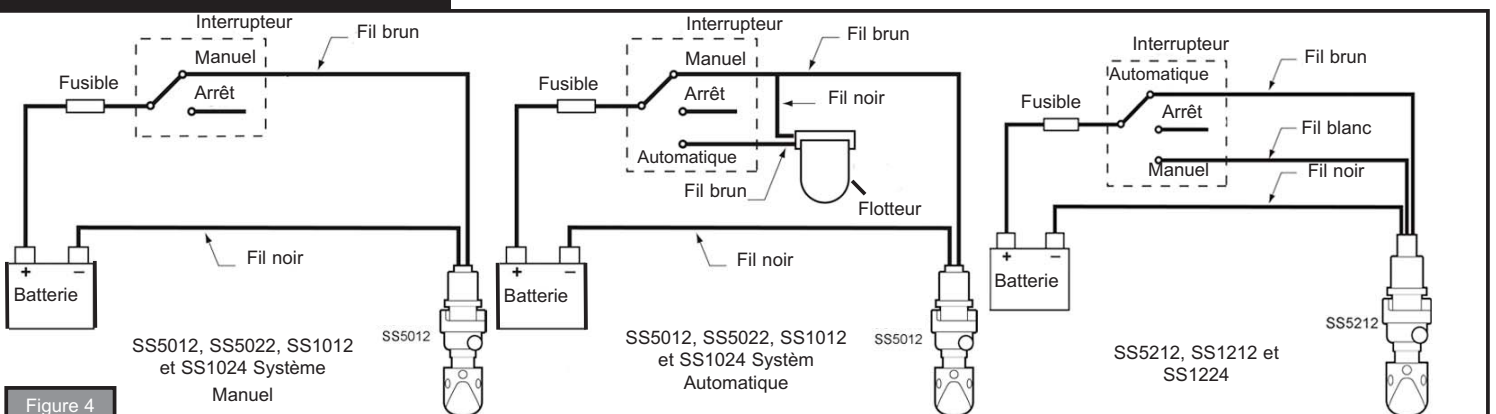 Interrupteur
Fil brun
Manuel
Fusible
Arrêt
+
–
Batterie
Fil noir
SS5012
SS5012, SS5022, SS1012
et SS1024 Système
Manuel
Interrupteur
Fil brun
Manuel
Fusible
Arrêt
Fil noir
Automatique
Fil brun
Flotteur
+
–
Batterie
Fil noir
SS5012
SS5012, SS5022, SS1012
et SS1024 Systèm
Automatique
Interrupteur
Fil brun
Automatique
Fusible
Arrêt
Fil blanc
Manuel
Fil noir
+
–
Batterie
SS5212
SS5212, SS1212 et
SS1224
Figure 4